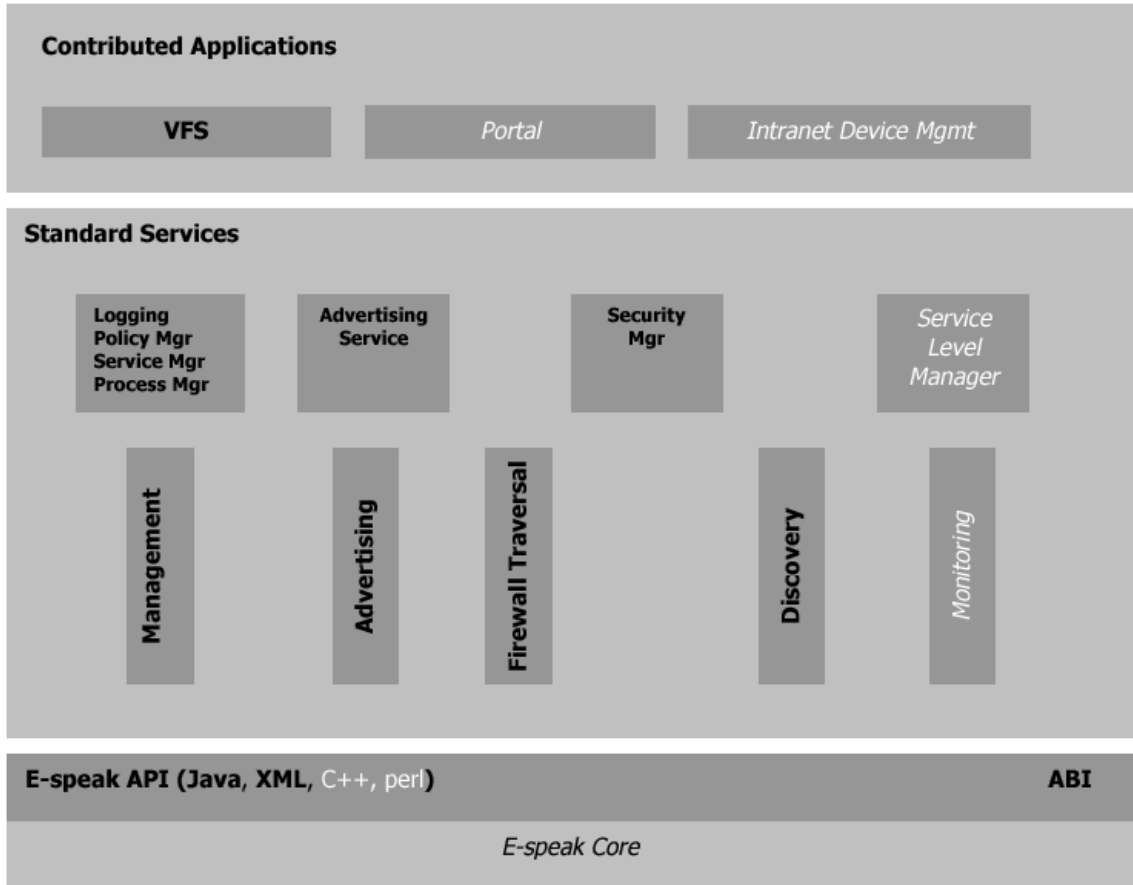 Contributed Applications
VFS
Portal
Intranet Device Mgmt
Standard Services
Logging
Policy Mgr
Service Mgr
Process Mgr
Advertising
Service
Security
Mgr
Service
Level
Manager
Management
Advertising
Firewall Traversal
Discovery
Monitoring
E-speak API (Java, XML, C++, perl)
ABI
E-speak Core